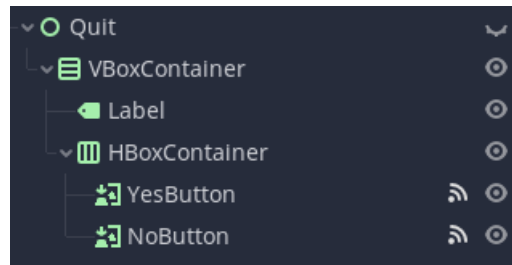 Quit
VBoxContainer
Label
HBoxContainer
YesButton
NoButton